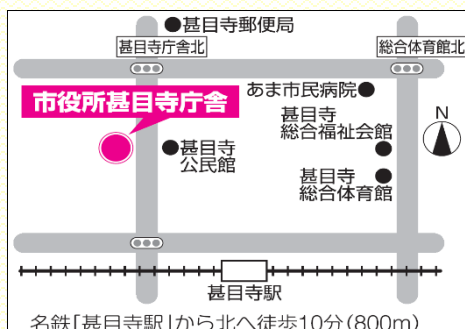 甚目寺郵便局
甚目寺庁舎北
総合体育館北
市役所甚目寺庁舎
あま市民病院
甚目寺
総合福祉会館
N
甚目寺
公民館
甚目寺
総合体育館
甚目寺駅
名鉄「甚目寺駅」から北へ徒歩10分(800m)